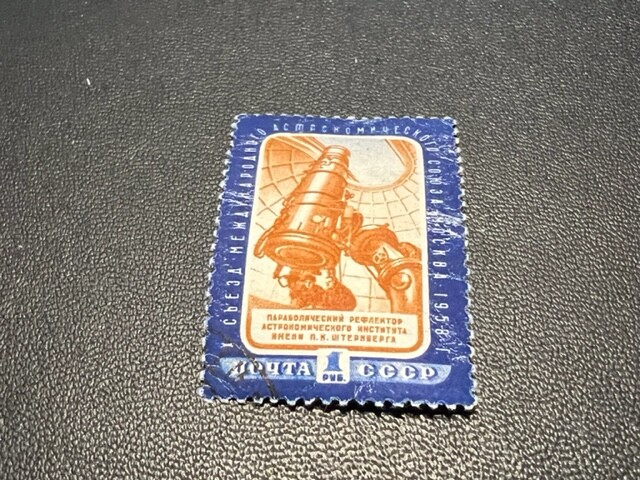 X СЪЕЗД МЕЖДУНАРОДНОГО АСТРОНОМИЧЕСКОГО СОЮЗА МОСКВА 1958 Г.
ПАРАБОЛИЧЕСКИЙ РЕФЛЕКТОР
АСТРОНОМИЧЕСКОГО ИНСТИТУТА
ИМЕНИ П. К. ШТЕРНБЕРГА
ПОЧТА 1 РУБ. СССР